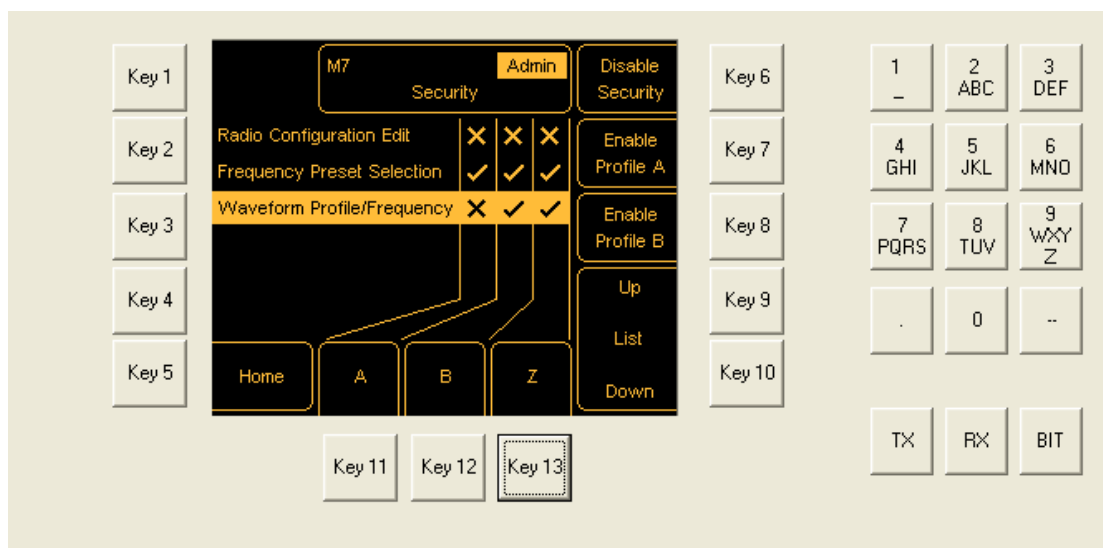 Key 1
Key 2
Key 3
Key 4
Key 5
M7 Admin
Security
Radio Configuration Edit
Frequency Preset Selection
Waveform Profile/Frequency
Home
A
B
Z
Disable
Security
Enable
Profile A
Enable
Profile B
Up
List
Down
Key 6
Key 7
Key 8
Key 9
Key 10
Key 11
Key 12
Key 13
1
_
2
ABC
3
DEF
4
GHI
5
JKL
6
MNO
7
PQRS
8
TUV
9
WXY
Z
.
0
--
TX
RX
BIT